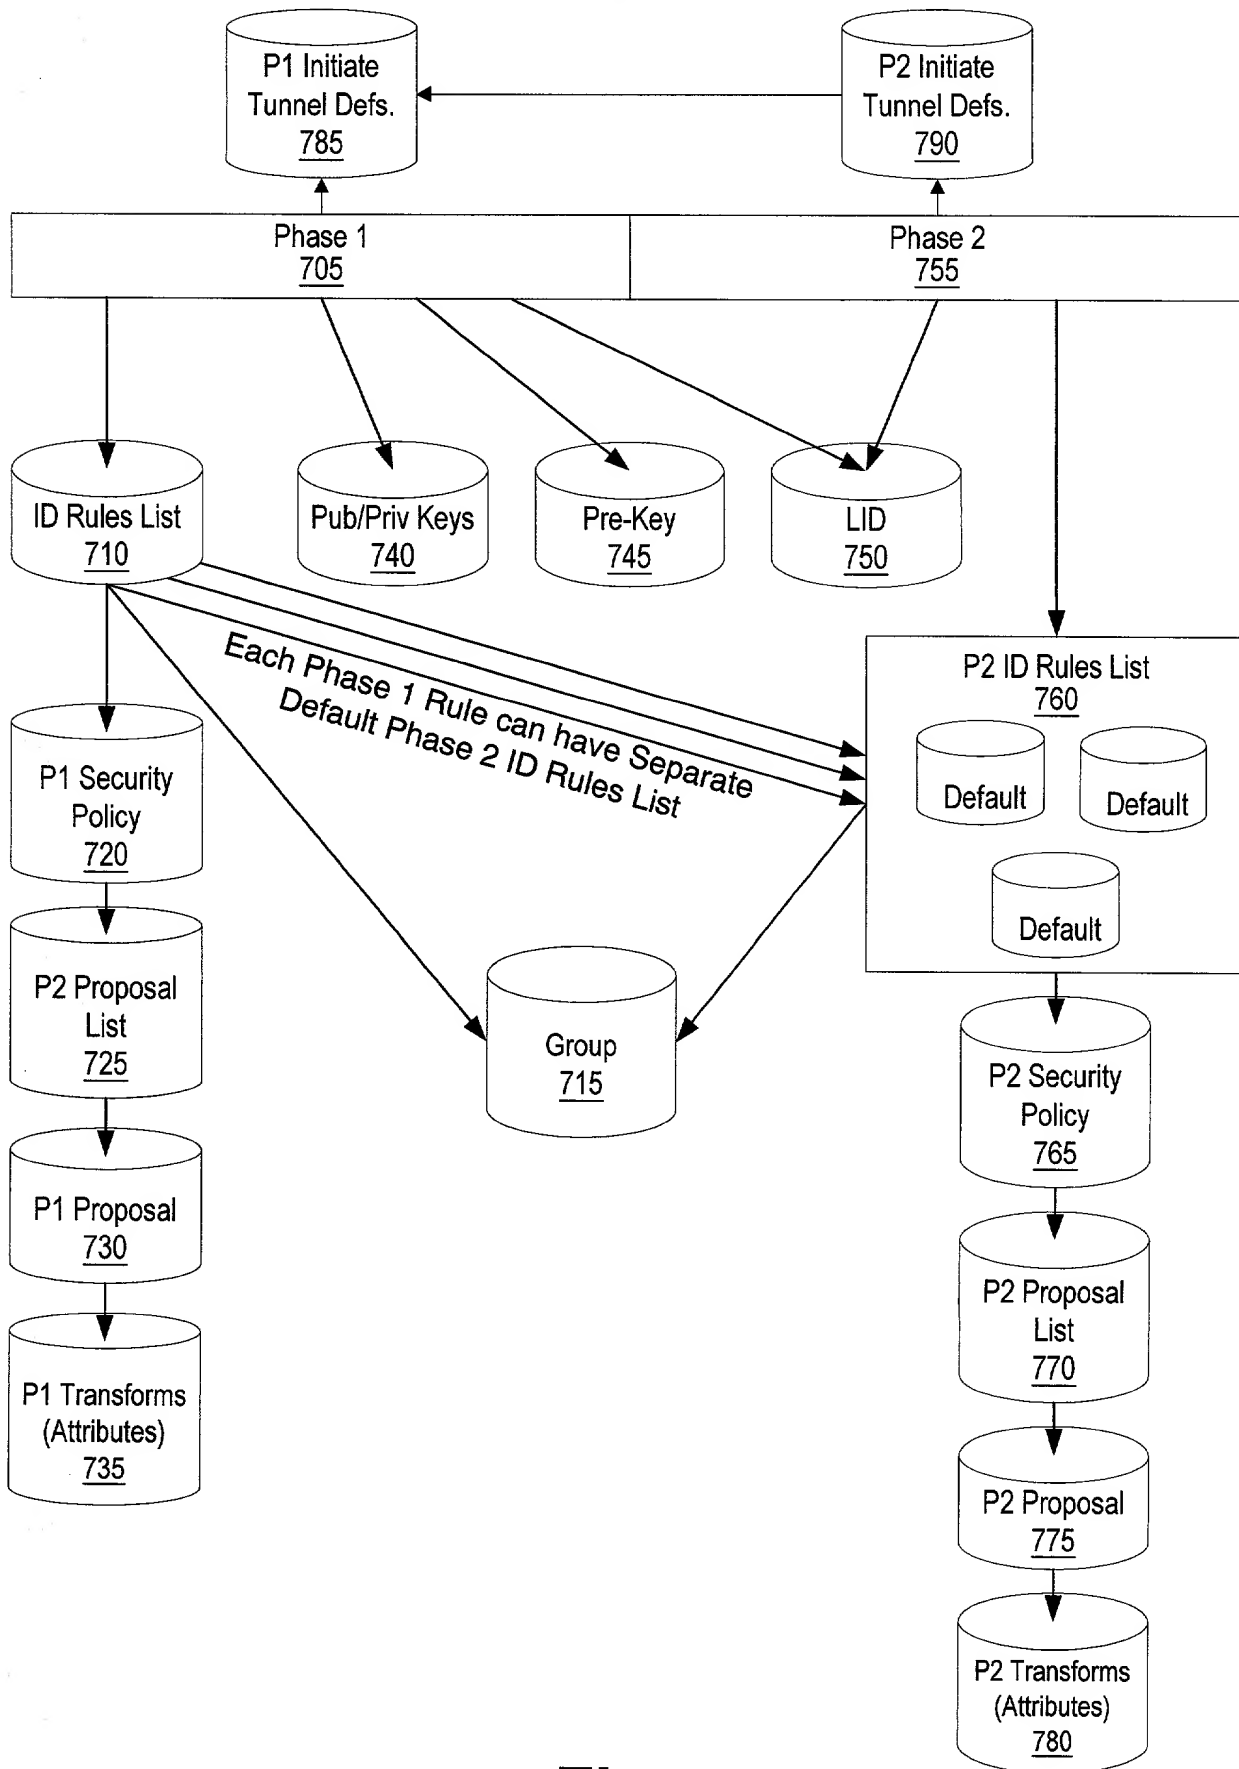 P1 Initiate
Tunnel Defs.
785
P2 Initiate
Tunnel Defs.
790
Phase 1
705
Phase 2
755
ID Rules List
710
Pub/Priv Keys
740
Pre-Key
745
LID
750
Each Phase 1 Rule can have Separate
Default Phase 2 ID Rules List
P2 ID Rules List
760
Default
Default
Default
P1 Security
Policy
720
P2 Proposal
List
725
P1 Proposal
730
P1 Transforms
(Attributes)
735
Group
715
P2 Security
Policy
765
P2 Proposal
List
770
P2 Proposal
775
P2 Transforms
(Attributes)
780